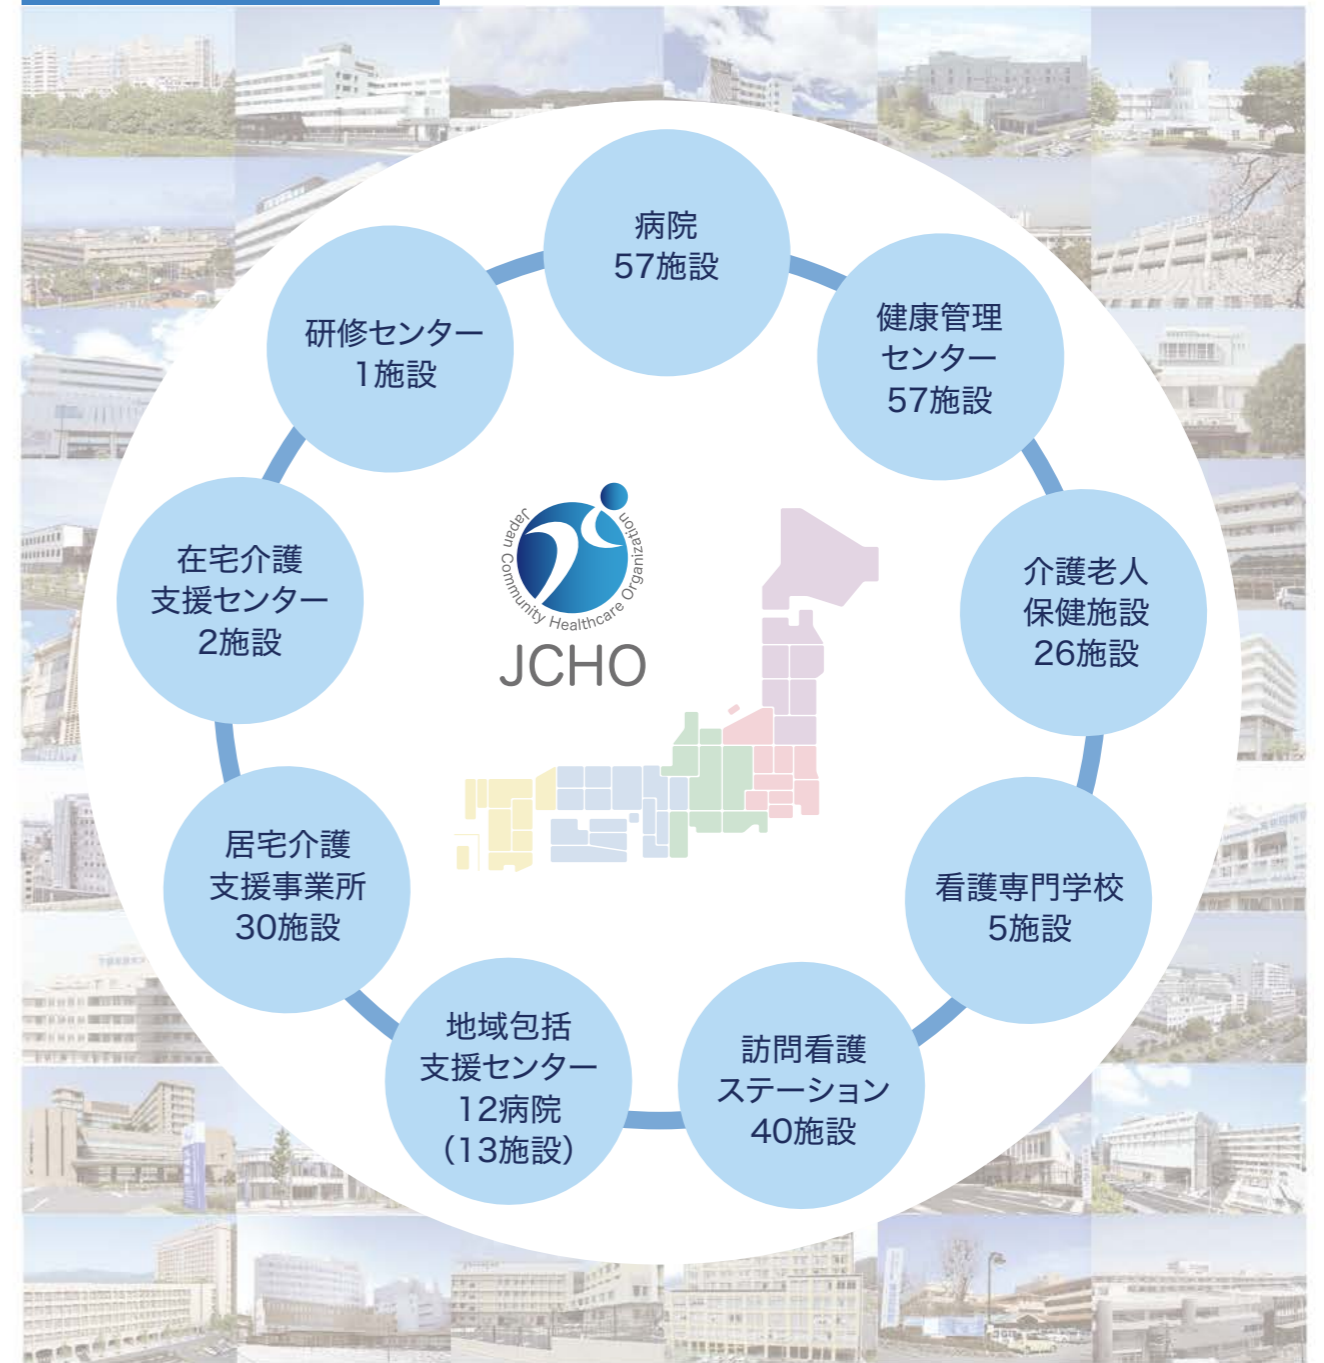 病院
57施設
健康管理
センター
57施設
介護老人
保健施設
26施設
看護専門学校
5施設
訪問看護
ステーション
40施設
地域包括
支援センター
12病院
（13施設）
居宅介護
支援事業所
30施設
在宅介護
支援センター
2施設
研修センター
1施設
Japan Community Healthcare Organization
JCHO